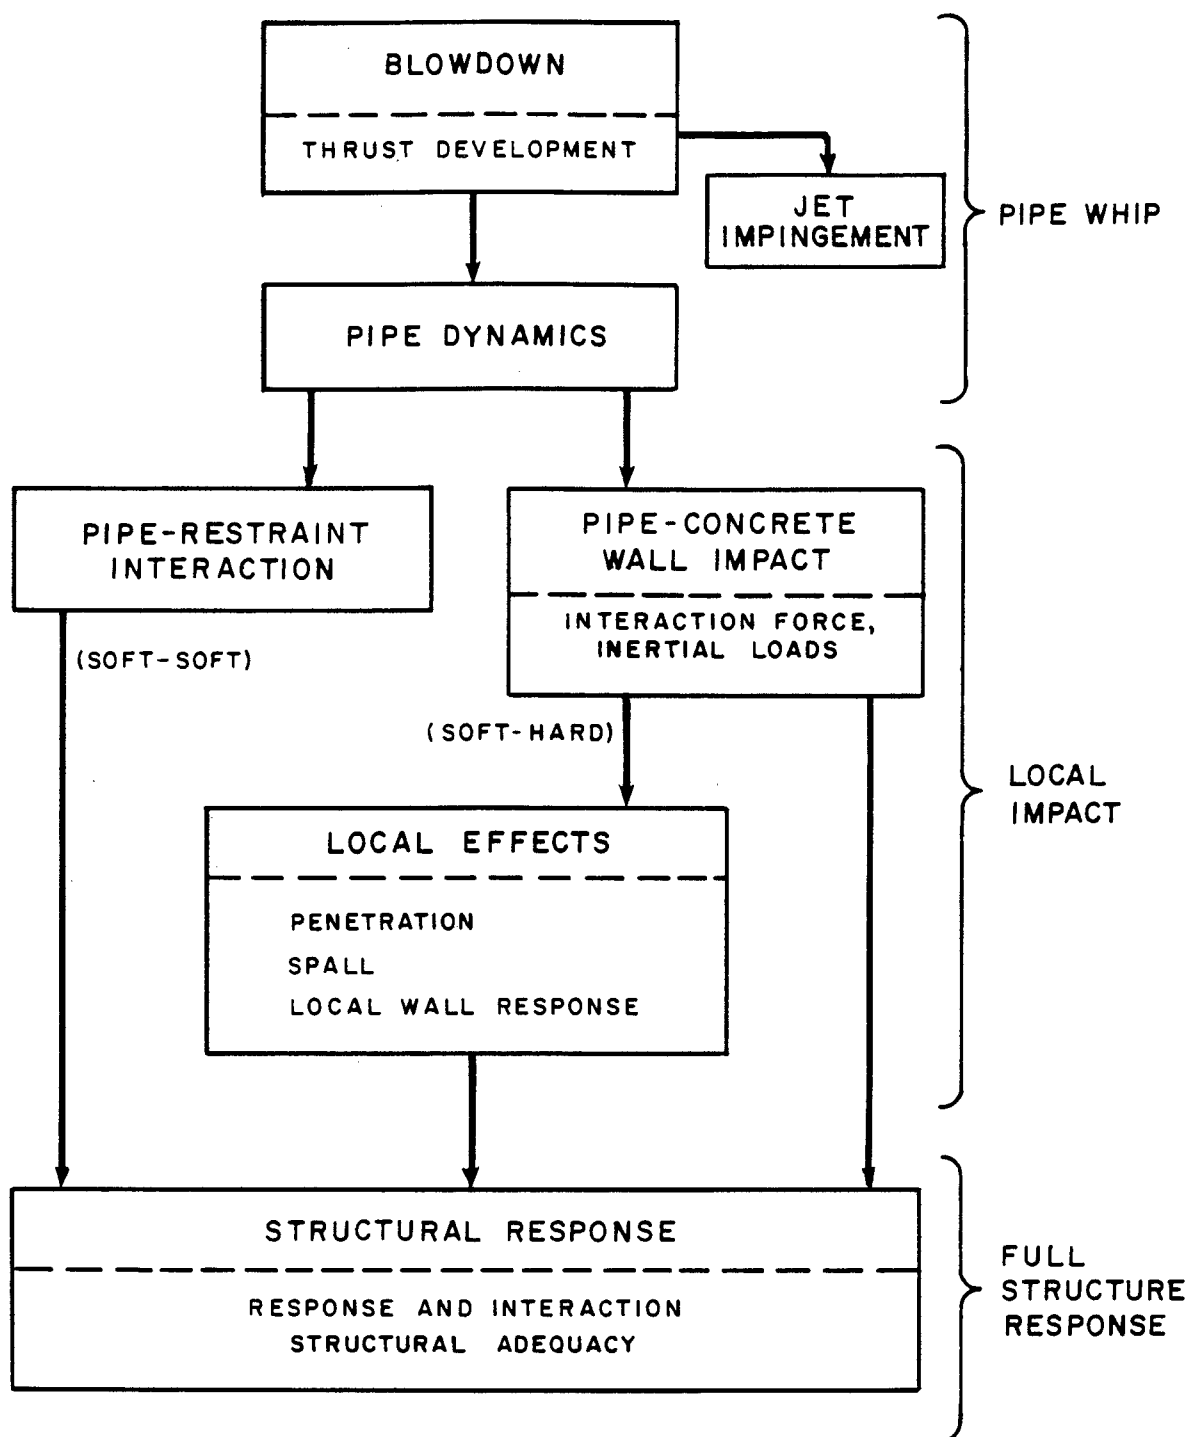 BLOWDOWN
THRUST DEVELOPMENT
JET
IMPINGEMENT
PIPE WHIP
PIPE DYNAMICS
PIPE-RESTRAINT
INTERACTION
PIPE-CONCRETE
WALL IMPACT
INTERACTION FORCE,
INERTIAL LOADS
(SOFT-SOFT)
(SOFT-HARD)
LOCAL
IMPACT
LOCAL EFFECTS
PENETRATION
SPALL
LOCAL WALL RESPONSE
STRUCTURAL RESPONSE
RESPONSE AND INTERACTION
STRUCTURAL ADEQUACY
FULL
STRUCTURE
RESPONSE